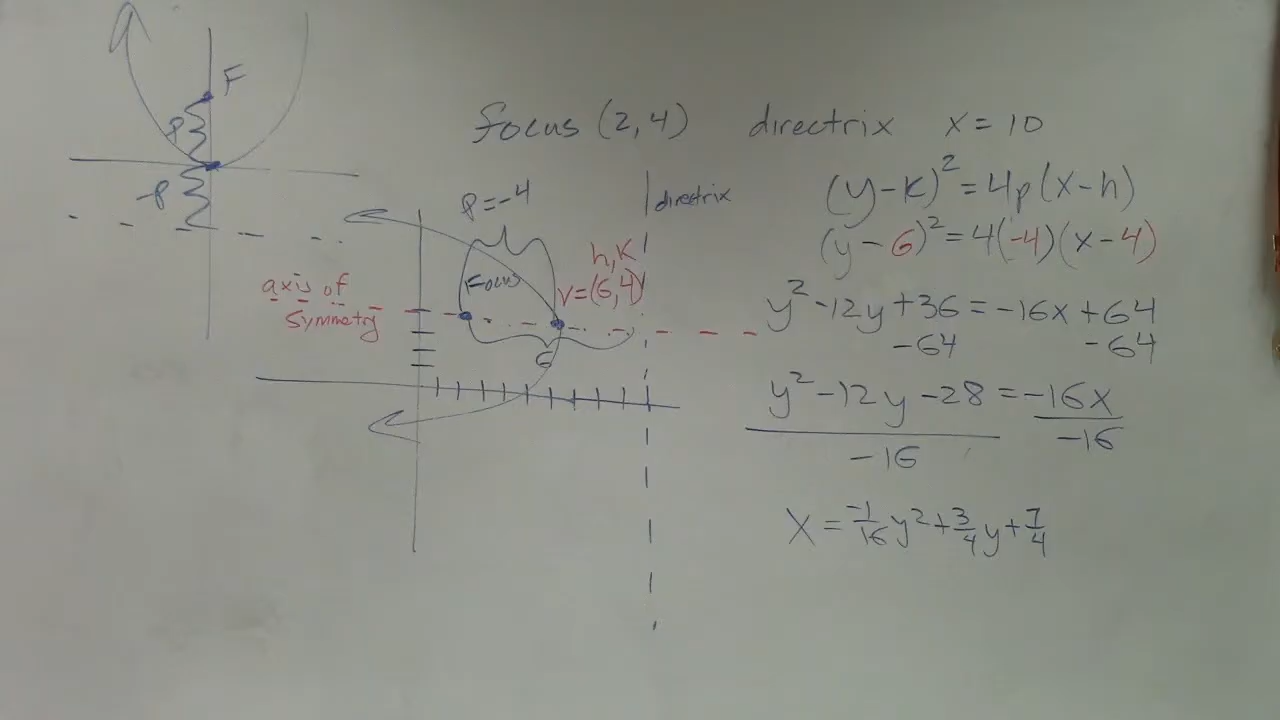 F
P
-P
focus (2,4) directrix x = 10
P = -4
directrix
(y-k)² = 4p(x-h)
(y-6)² = 4(-4)(x-4)
h,k
V=(6,4)
Focus
axis of
symmetry
6
y² -12y +36 = -16x +64
-64 -64
y² -12y -28 = -16x
-16 -16
X = -1/16 y² + 3/4 y + 7/4